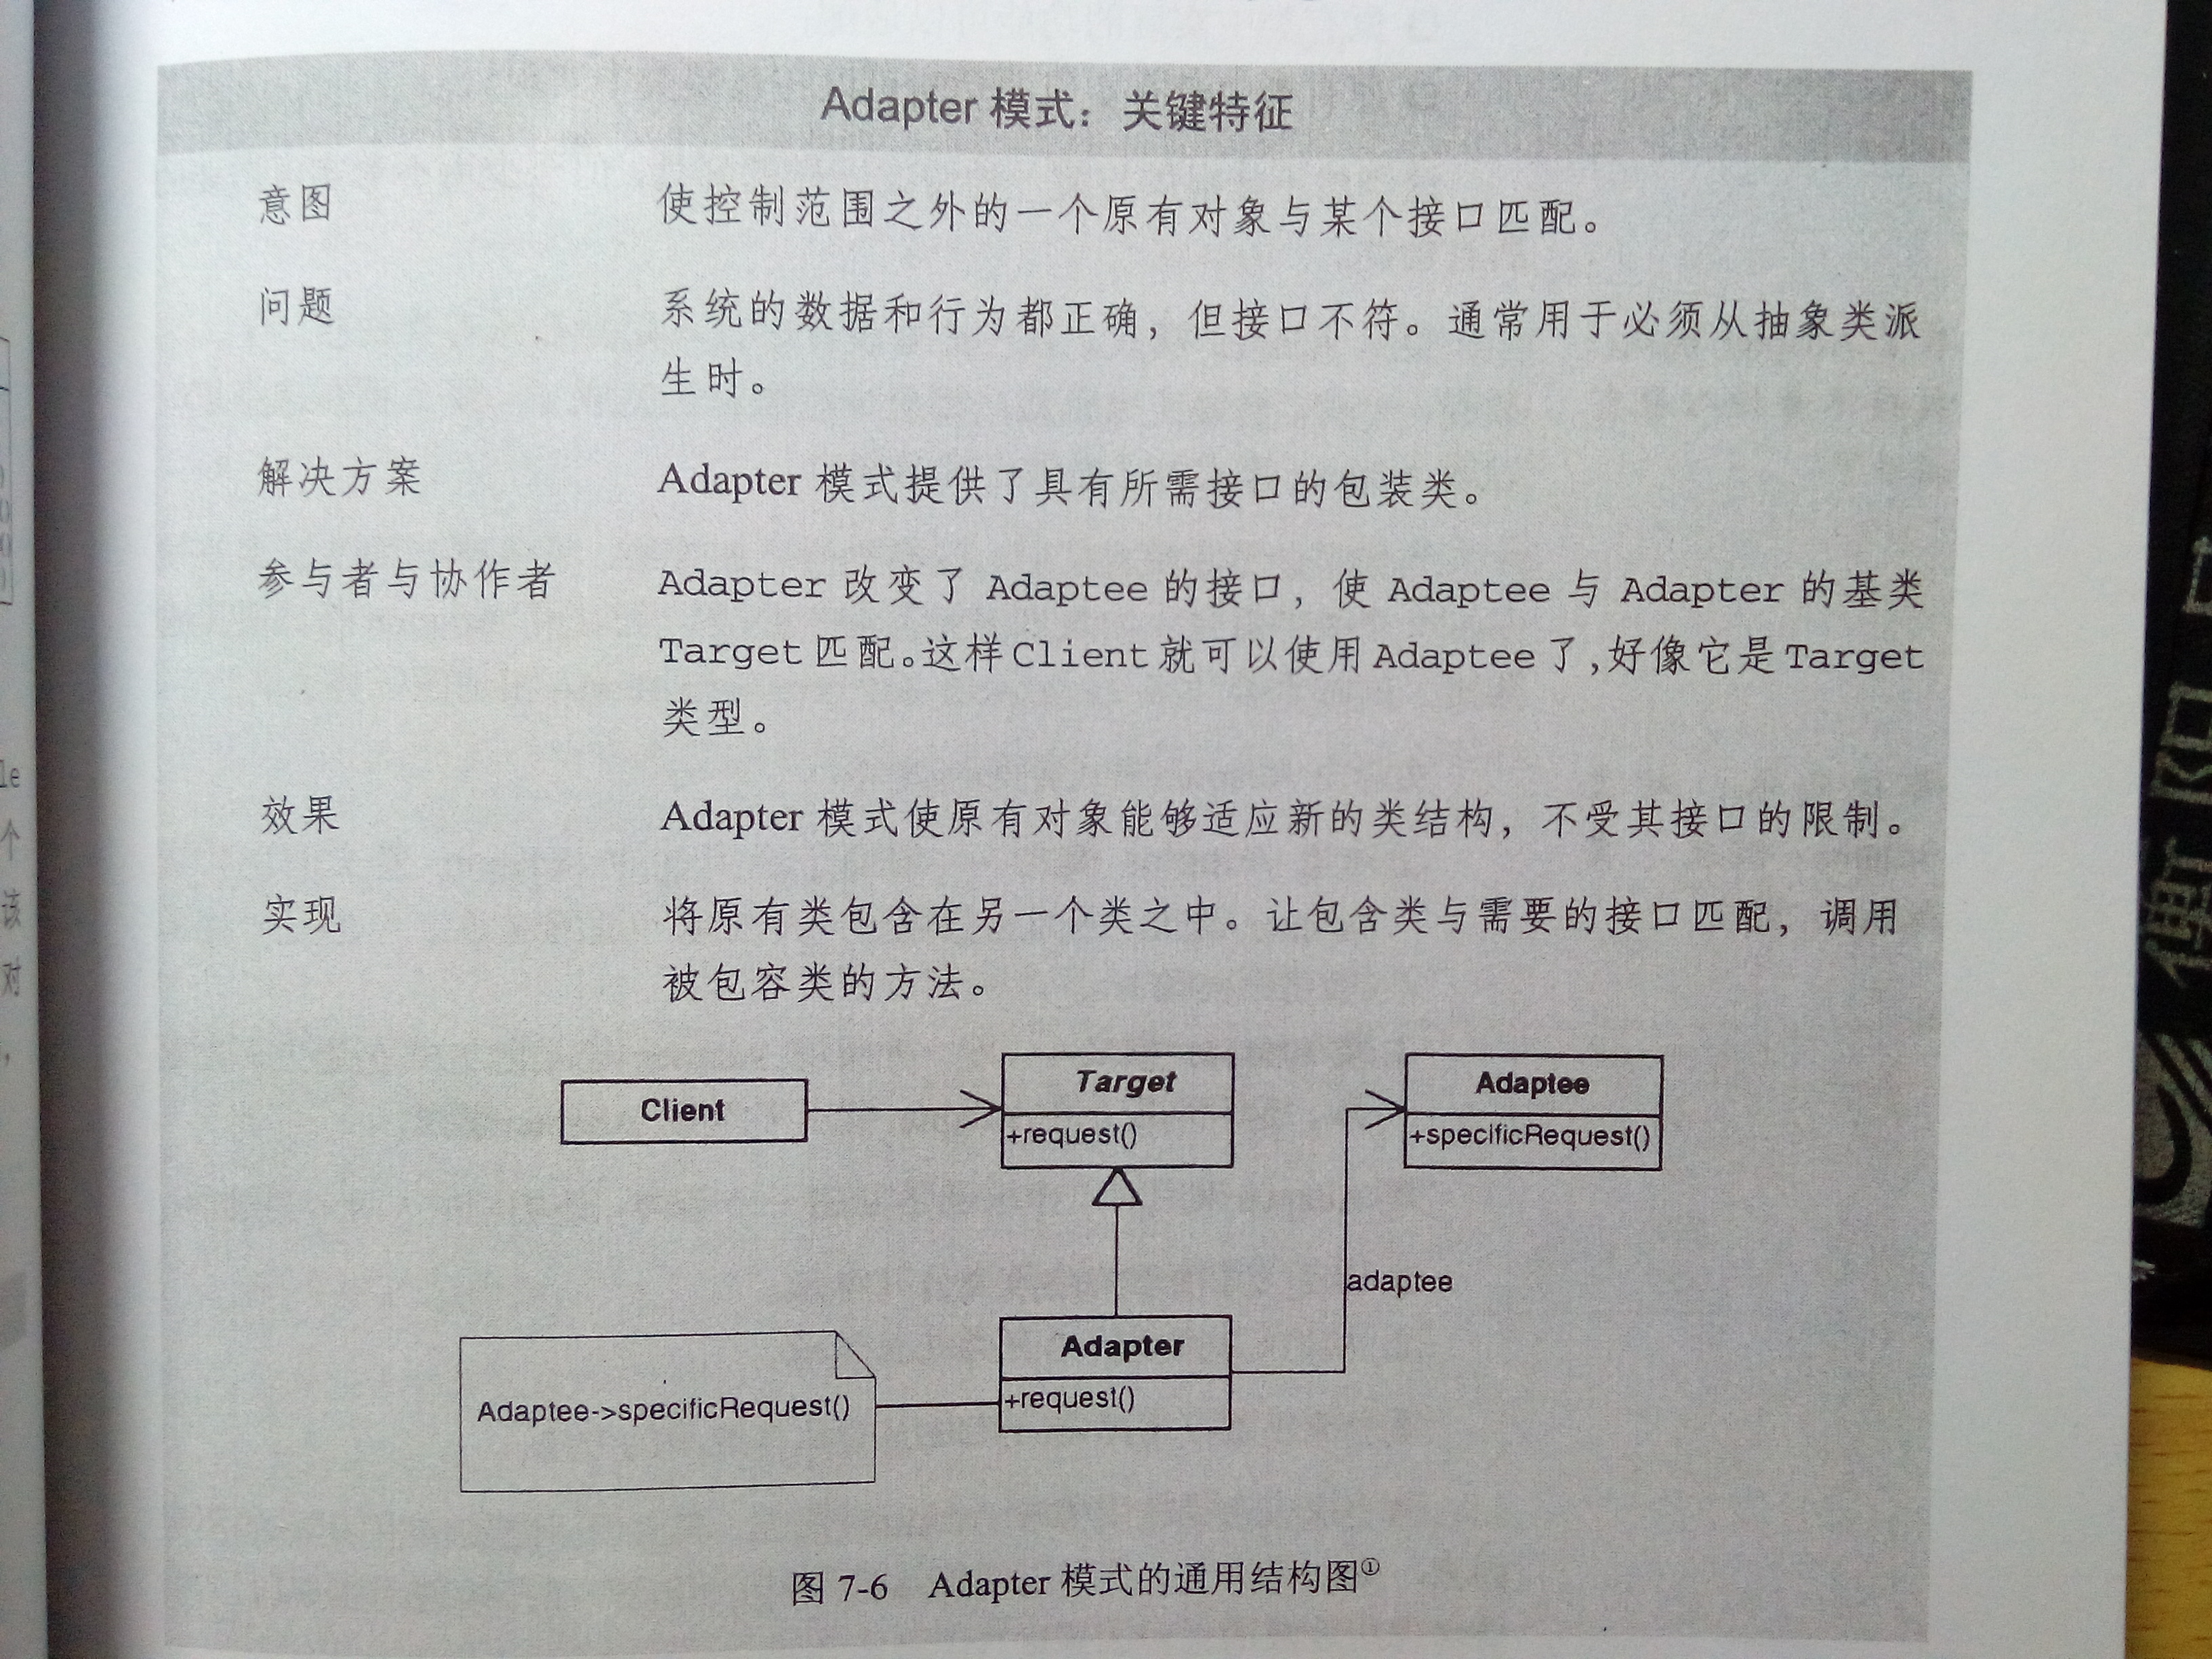 Adapter 模式：关键特征
意图 使控制范围之外的一个原有对象与某个接口匹配。
问题 系统的数据和行为都正确，但接口不符。通常用于必须从抽象类派
生时。
解决方案 Adapter 模式提供了具有所需接口的包装类。
参与者与协作者 Adapter 改变了 Adaptee 的接口，使 Adaptee 与 Adapter 的基类
Target 匹配。这样 Client 就可以使用 Adaptee 了，好像它是 Target
类型。
效果 Adapter 模式使原有对象能够适应新的类结构，不受其接口的限制。
实现 将原有类包含在另一个类之中。让包含类与需要的接口匹配，调用
被包容类的方法。
Client
Target
+request()
Adaptee
+specificRequest()
adaptee
Adapter
+request()
Adaptee->specificRequest()
图 7-6 Adapter 模式的通用结构图①
le
个
该
对